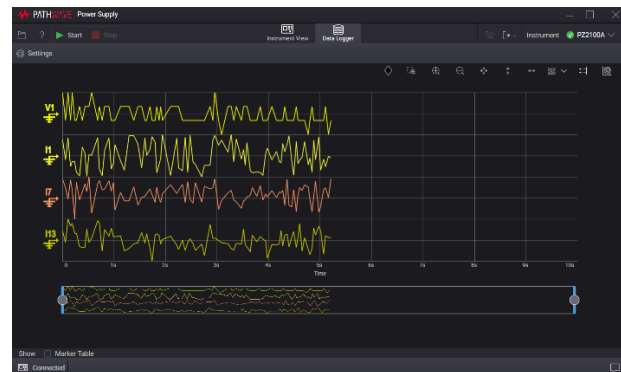 PATHWAVE Power Supply
? Start Stop Instrument View Data Logger Instrument PZ2100A
Settings
V1
I1
I7
I13
0 1s 2s 3s 4s 5s 6s 7s 8s 9s 10s
Time
Show Marker Table
Connected